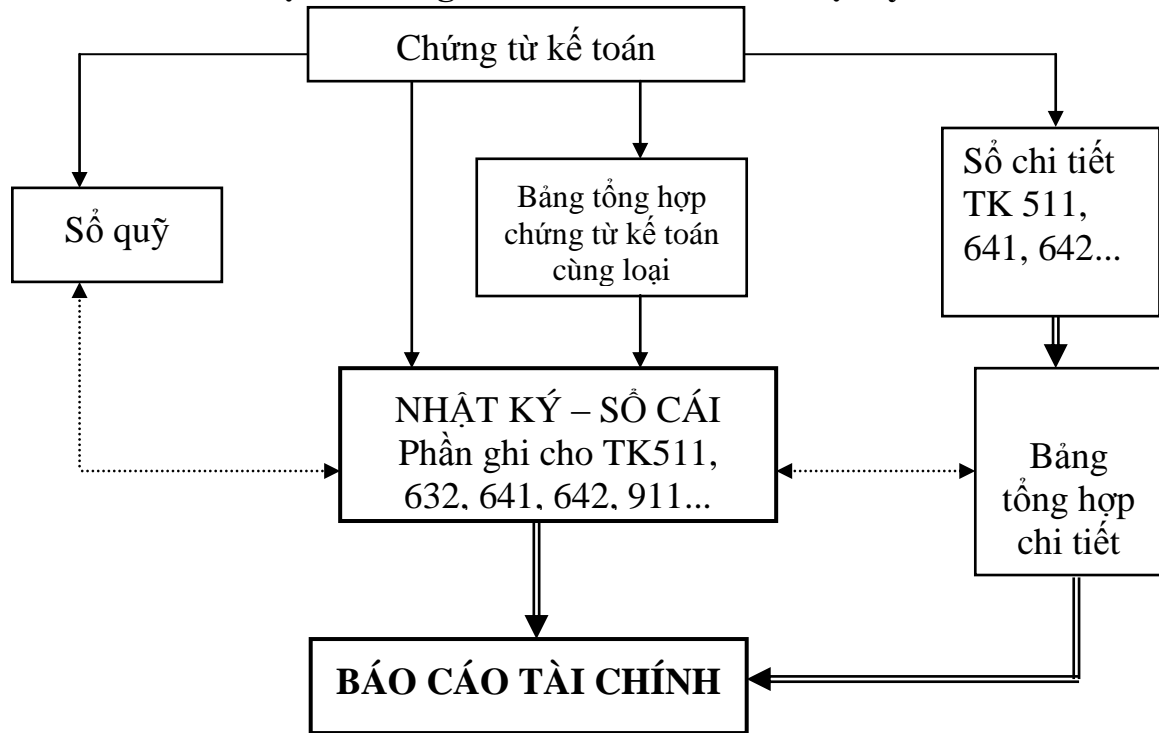 Chứng từ kế toán
Sổ quỹ
Bảng tổng hợp
chứng từ kế toán
cùng loại
Sổ chi tiết
TK 511,
641, 642...
NHẬT KÝ – SỔ CÁI
Phần ghi cho TK511,
632, 641, 642, 911...
Bảng
tổng hợp
chi tiết
BÁO CÁO TÀI CHÍNH